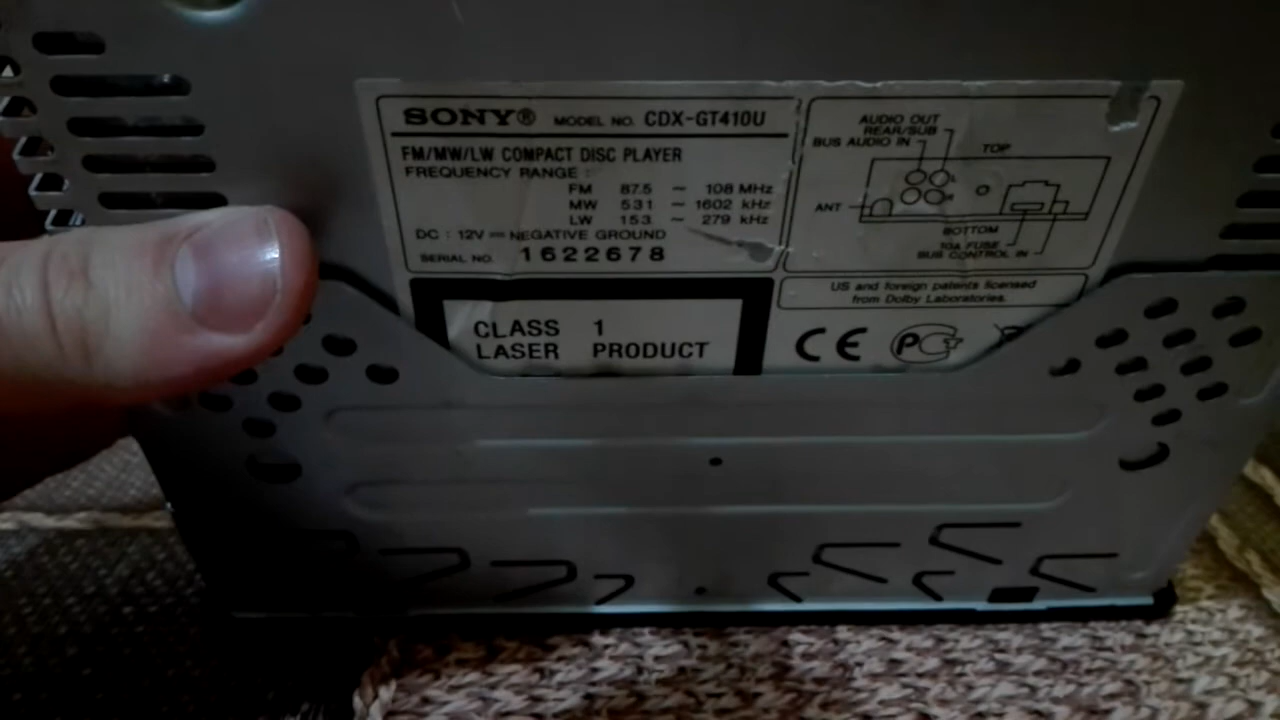 SONY® MODEL NO. CDX-GT410U
FM/MW/LW COMPACT DISC PLAYER
FREQUENCY RANGE :
FM 87.5 ~ 108 MHz
MW 531 ~ 1602 kHz
LW 153 ~ 279 kHz
DC : 12V ⎓ NEGATIVE GROUND
SERIAL NO. 1622678
CLASS 1
LASER PRODUCT
AUDIO OUT
REAR/SUB
BUS AUDIO IN
TOP
L
R
ANT
BOTTOM
10A FUSE
BUS CONTROL IN
US and foreign patents licensed
from Dolby Laboratories.
CE PCT